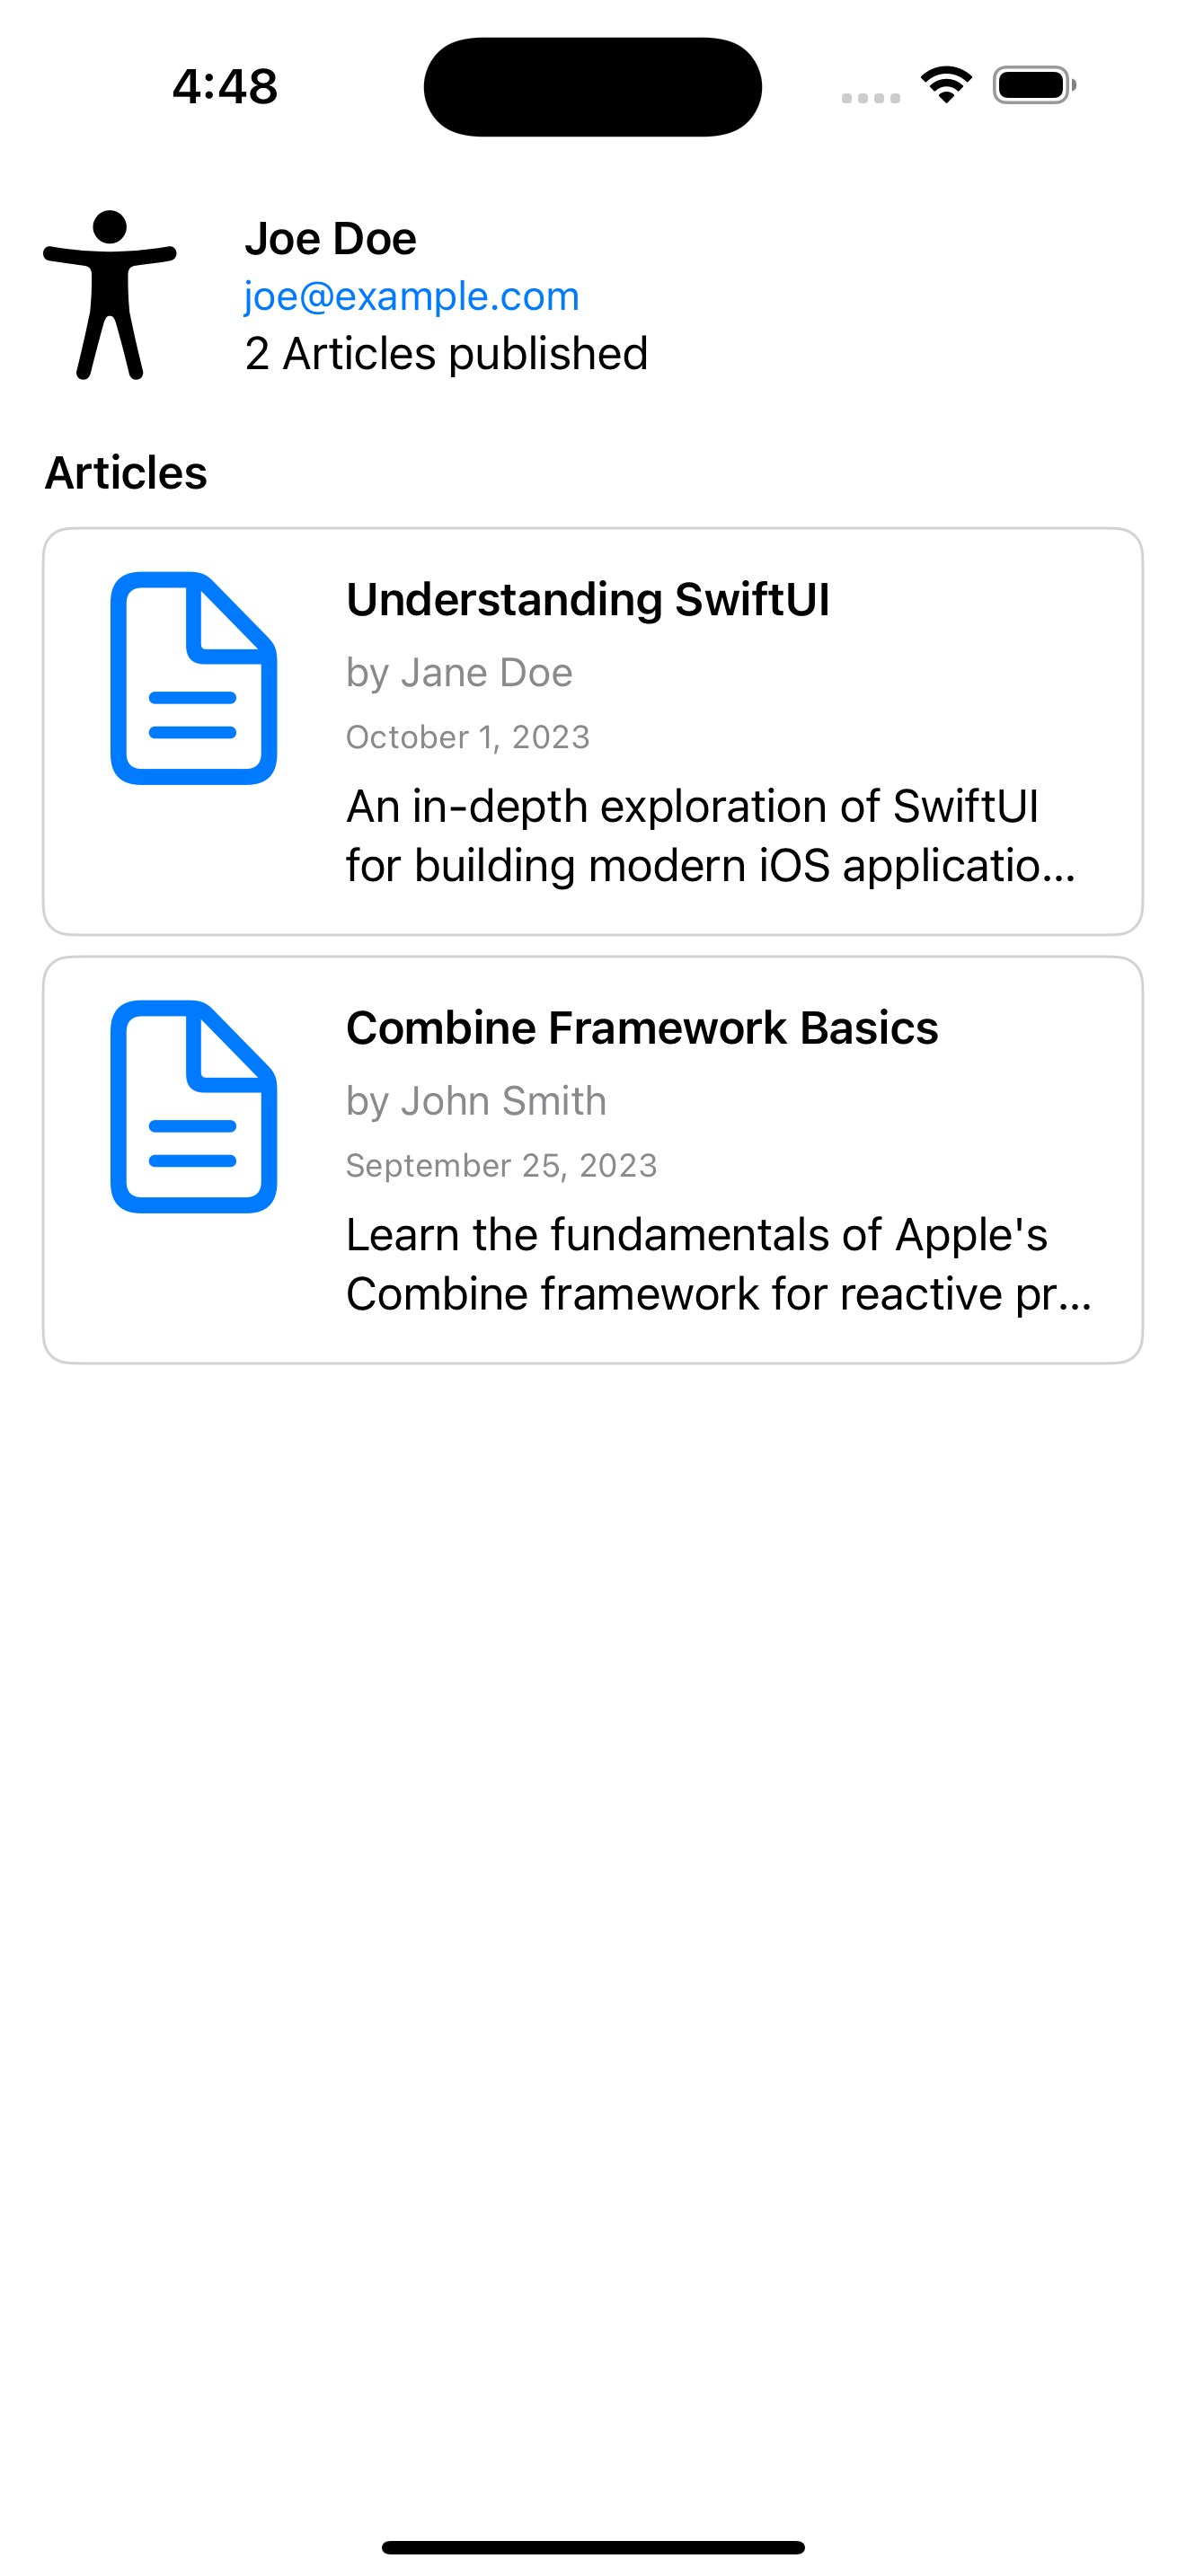 4:48
Joe Doe
joe@example.com
2 Articles published
Articles
Understanding SwiftUI
by Jane Doe
October 1, 2023
An in-depth exploration of SwiftUI
for building modern iOS applicatio...
Combine Framework Basics
by John Smith
September 25, 2023
Learn the fundamentals of Apple's
Combine framework for reactive pr...